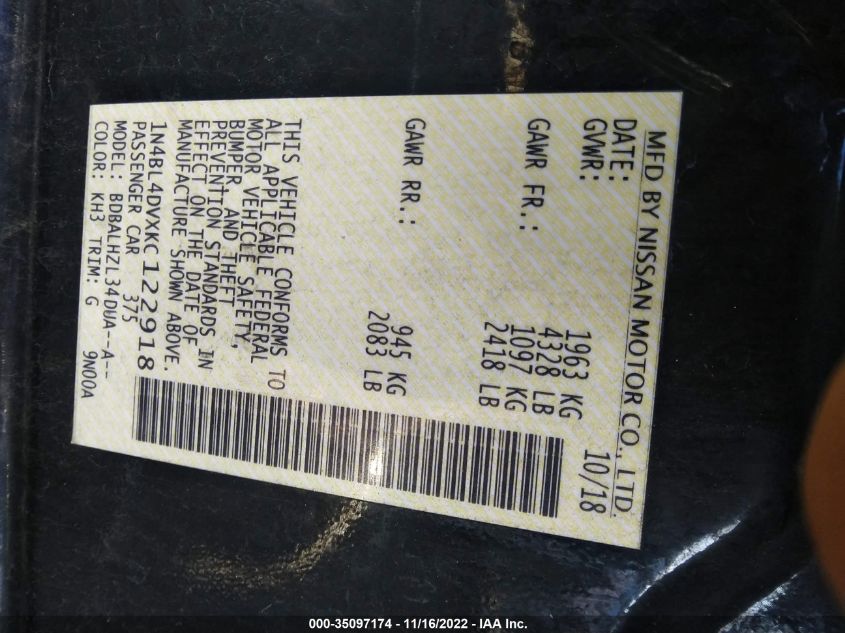 MFD BY NISSAN MOTOR CO., LTD.
DATE: 10/18
GVWR: 1963 KG
4328 LB
GAWR FR.: 1097 KG
2418 LB
GAWR RR.: 945 KG
2083 LB
THIS VEHICLE CONFORMS TO
ALL APPLICABLE FEDERAL
MOTOR VEHICLE SAFETY,
BUMPER, AND THEFT
PREVENTION STANDARDS IN
EFFECT ON THE DATE OF
MANUFACTURE SHOWN ABOVE.
1N4BL4DVXKC122918
PASSENGER CAR 375
MODEL: BDBALHZL34DUA--A--
COLOR: KH3 TRIM: G 9N00A
000-35097174 - 11/16/2022 - IAA Inc.